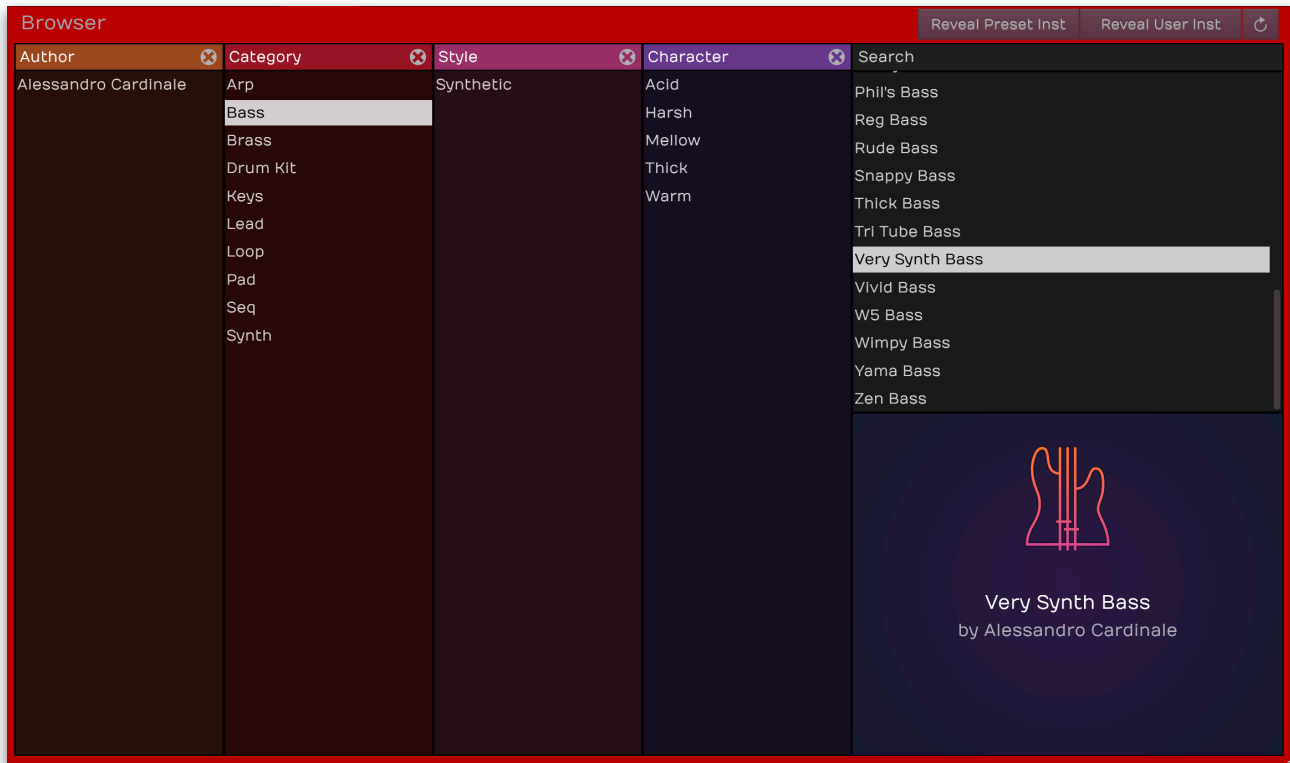 Browser
Reveal Preset Inst
Reveal User Inst
Author
Category
Style
Character
Search
Alessandro Cardinale
Arp
Bass
Brass
Drum Kit
Keys
Lead
Loop
Pad
Seq
Synth
Synthetic
Acid
Harsh
Mellow
Thick
Warm
Phil's Bass
Reg Bass
Rude Bass
Snappy Bass
Thick Bass
Tri Tube Bass
Very Synth Bass
Vivid Bass
W5 Bass
Wimpy Bass
Yama Bass
Zen Bass
Very Synth Bass
by Alessandro Cardinale